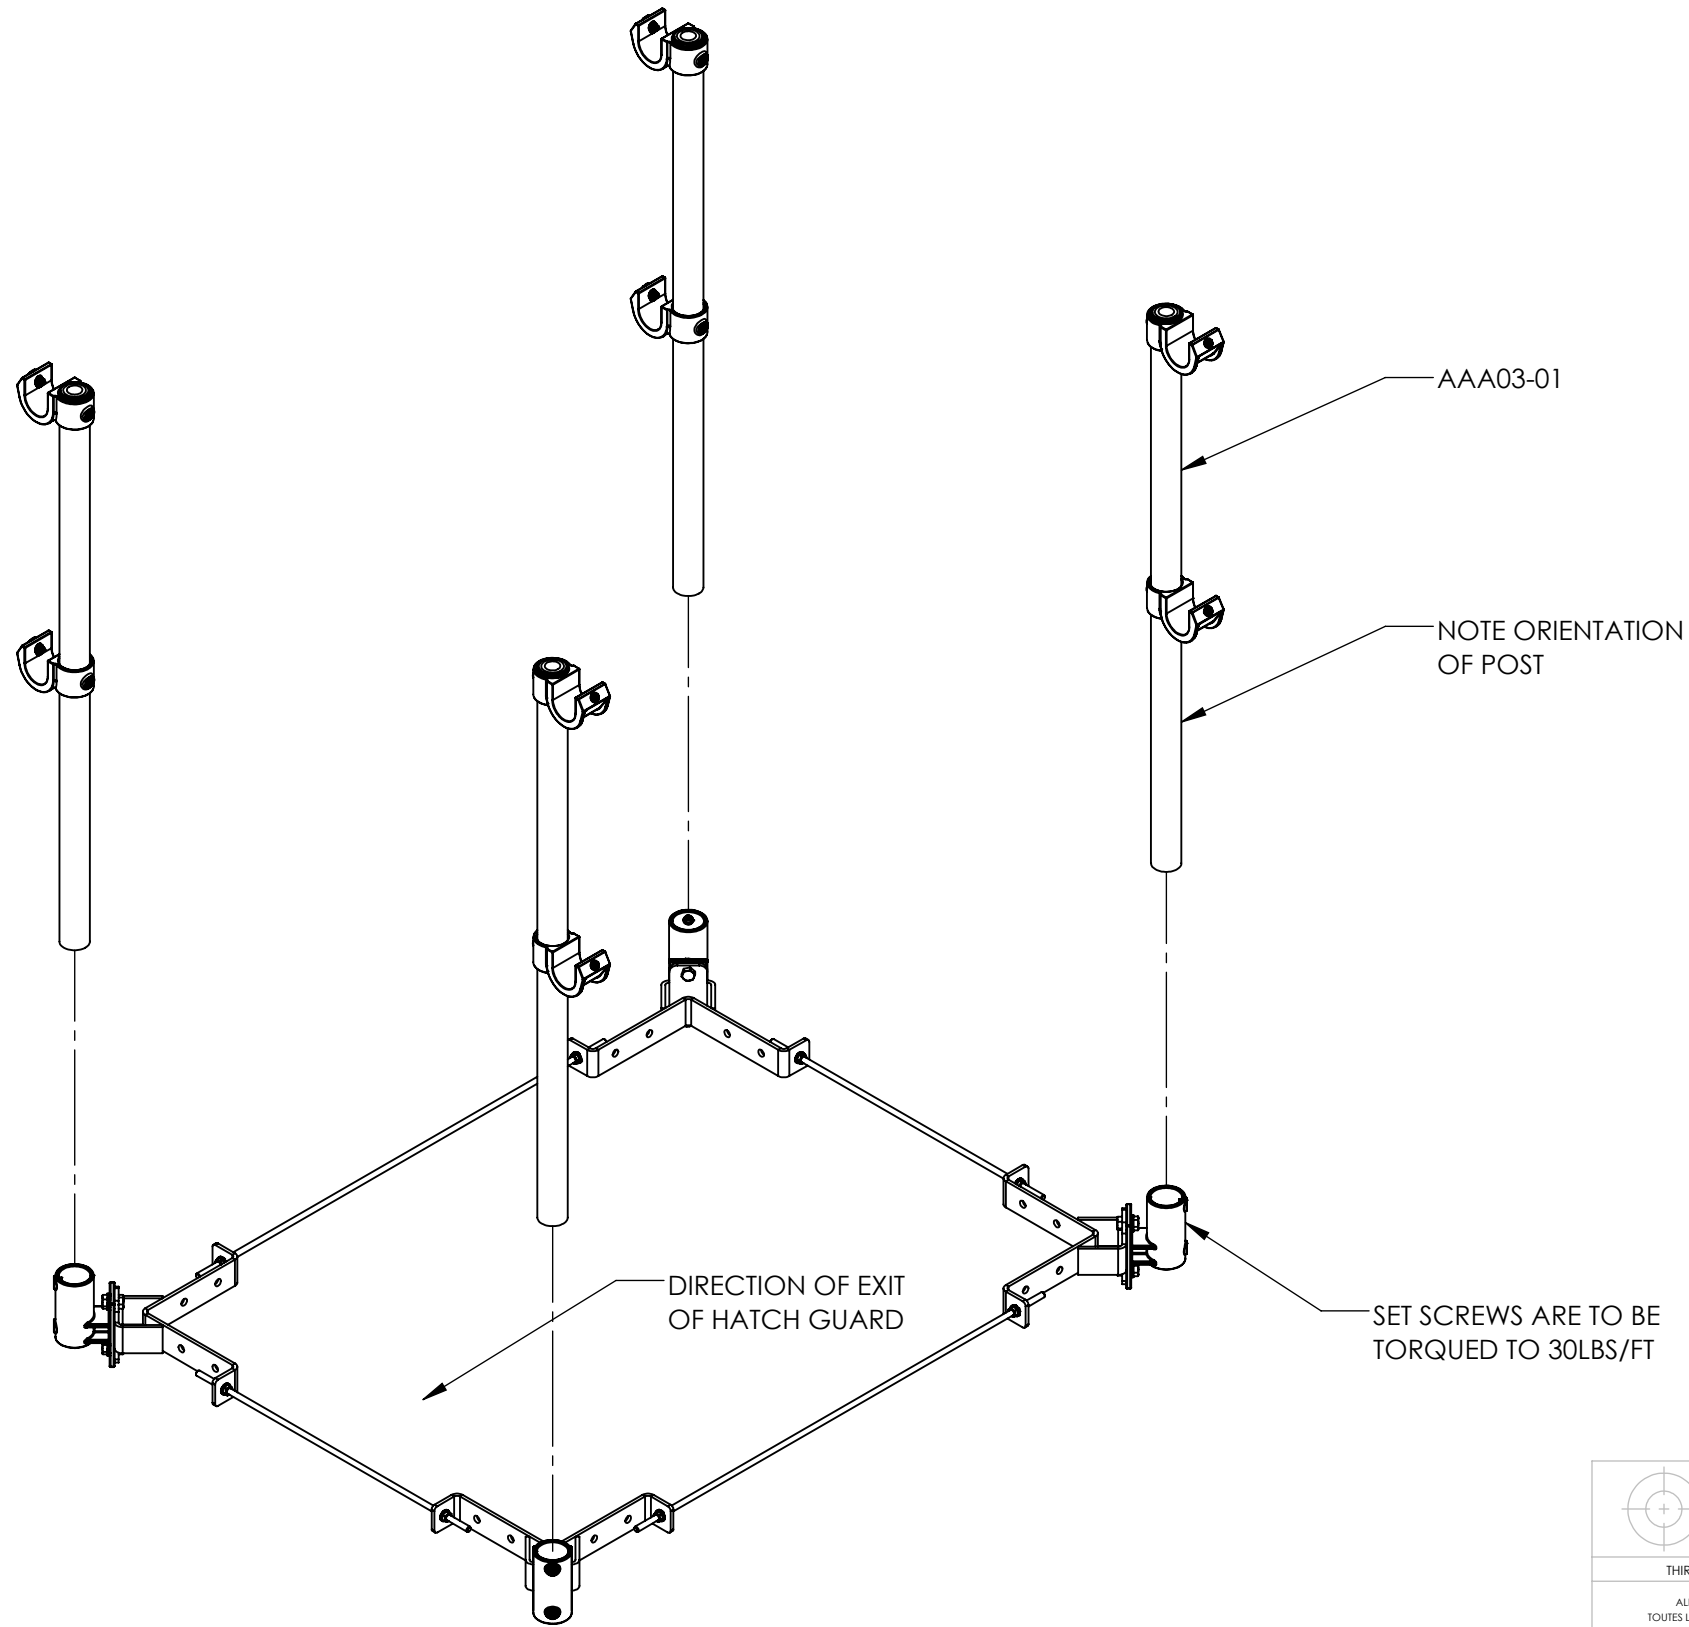 AAA03-01
NOTE ORIENTATION
OF POST
DIRECTION OF EXIT
OF HATCH GUARD
SET SCREWS ARE TO BE
TORQUED TO 30LBS/FT